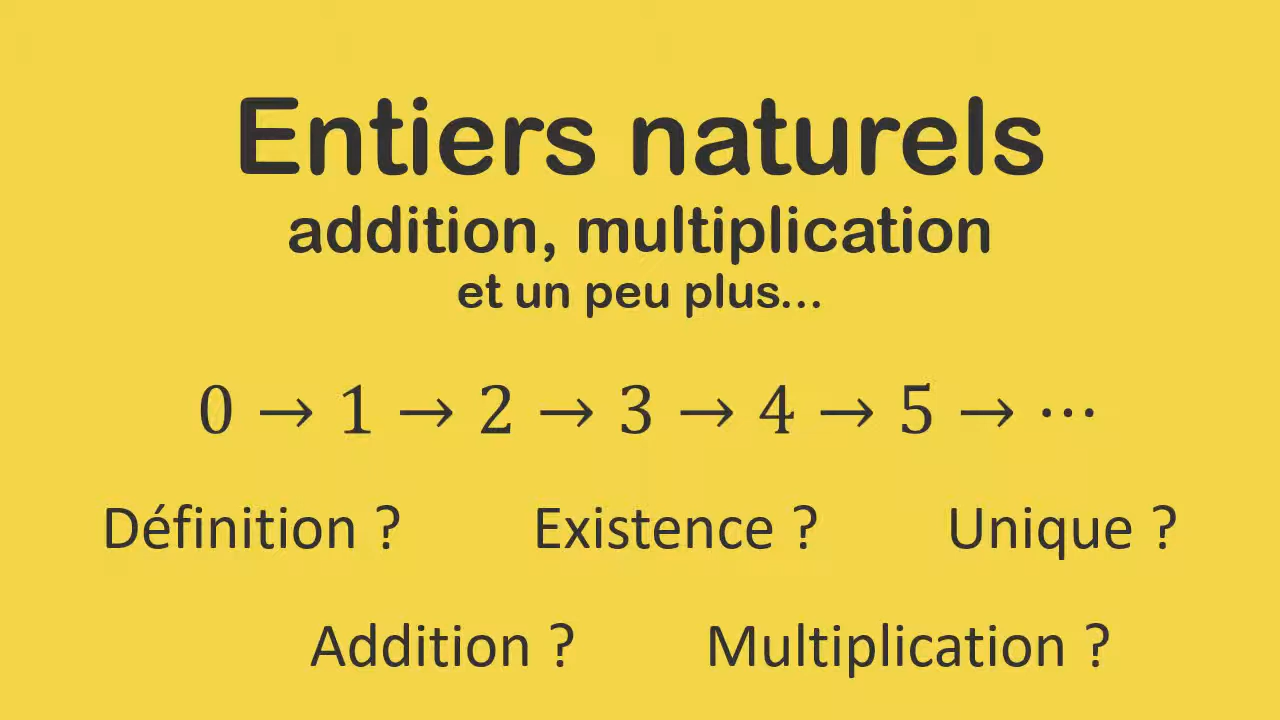 Entiers naturels
addition, multiplication
et un peu plus...
0 → 1 → 2 → 3 → 4 → 5 → ⋯
Définition ? Existence ? Unique ?
Addition ? Multiplication ?